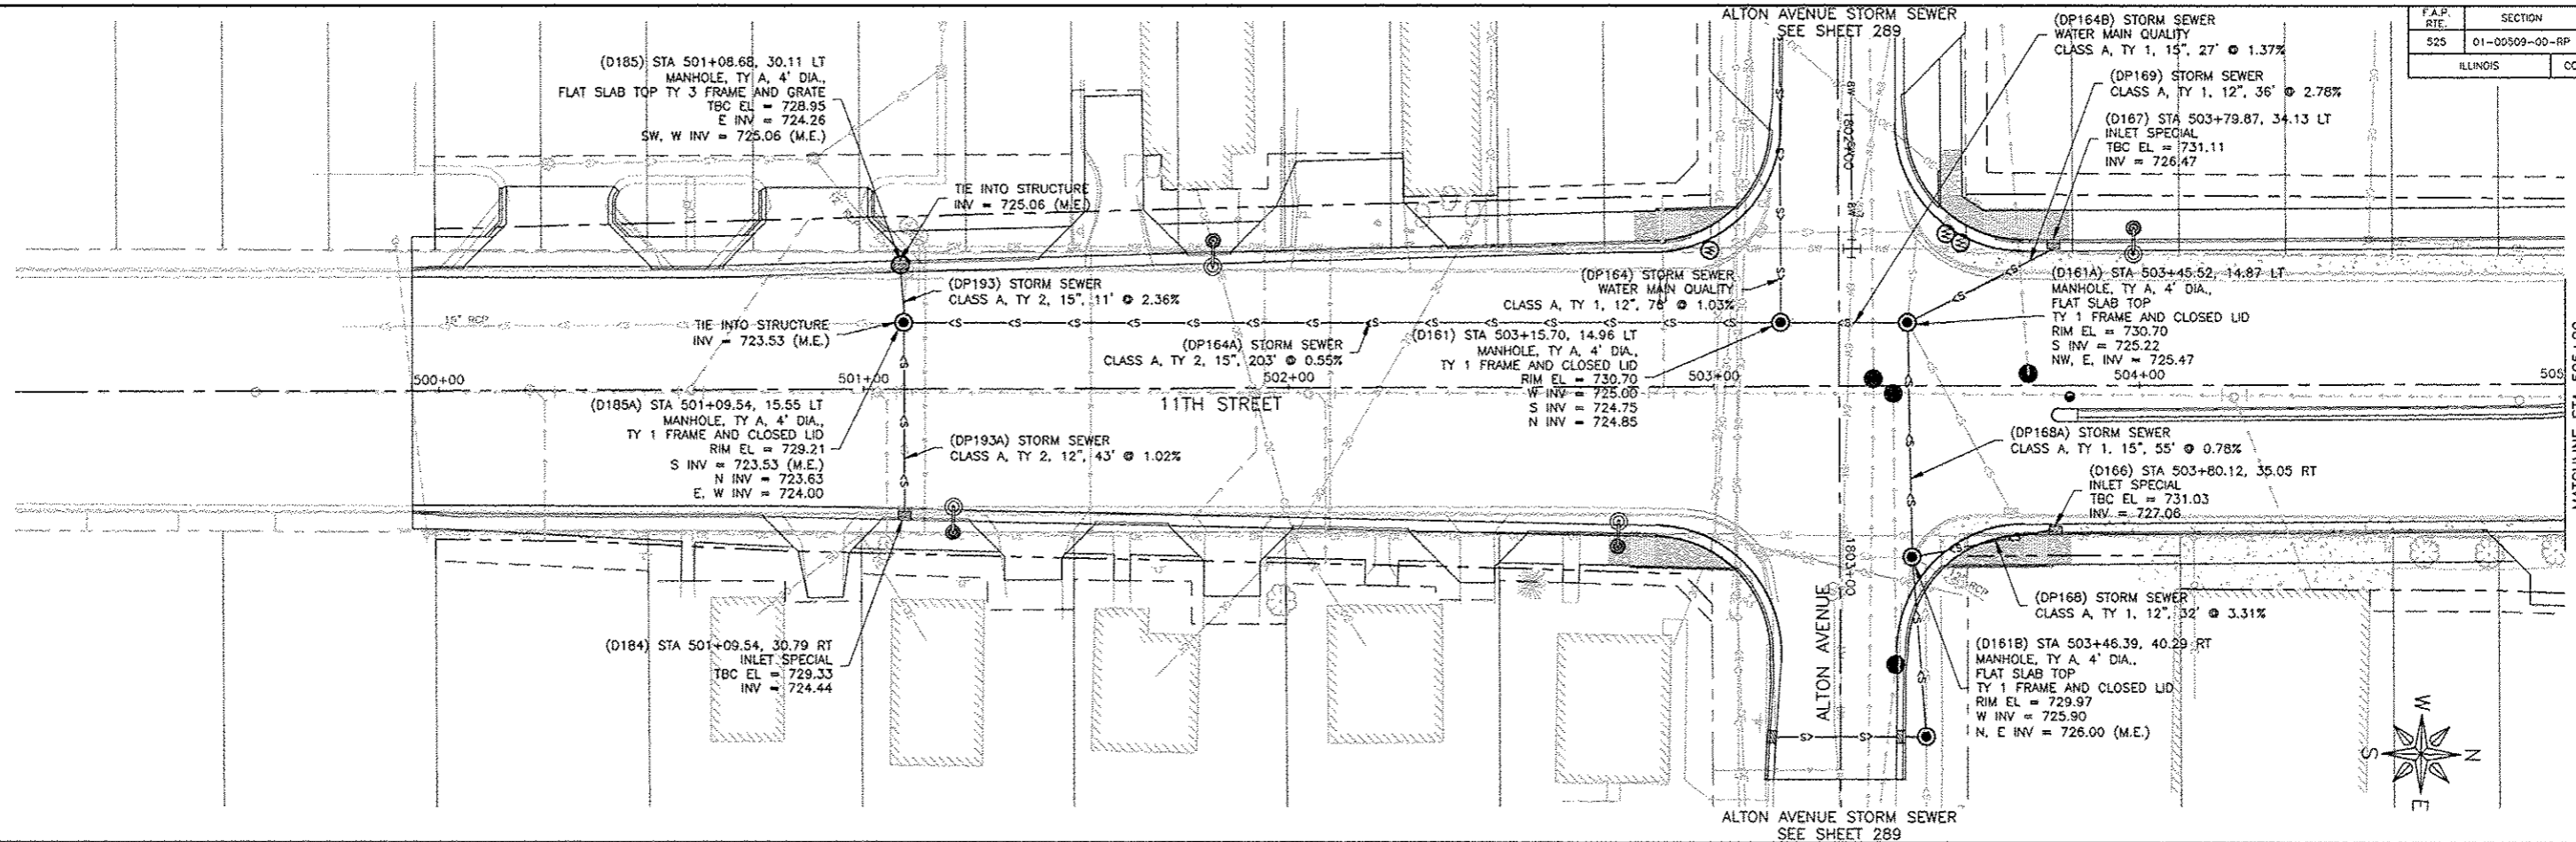 ALTON AVENUE STORM SEWER
SEE SHEET 289
F.A.P. RTE.
SECTION
525
01-00509-00-RP
ILLINOIS
(DP164B) STORM SEWER
WATER MAIN QUALITY
CLASS A, TY 1, 15", 27' @ 1.37%
(DP169) STORM SEWER
CLASS A, TY 1, 12", 36' @ 2.78%
(D167) STA 503+79.87, 34.13 LT
INLET SPECIAL
TBC EL = 731.11
INV = 726.47
(D185) STA 501+08.68, 30.11 LT
MANHOLE, TY A, 4' DIA.,
FLAT SLAB TOP TY 3 FRAME AND GRATE
TBC EL = 728.95
E INV = 724.26
SW, W INV = 725.06 (M.E.)
TIE INTO STRUCTURE
INV = 725.06 (M.E.)
1802+00
(DP193) STORM SEWER
CLASS A, TY 2, 15", 11' @ 2.36%
(DP164) STORM SEWER
WATER MAIN QUALITY
CLASS A, TY 1, 12", 78' @ 1.03%
(D161A) STA 503+45.52, 14.87 LT
MANHOLE, TY A, 4' DIA.,
FLAT SLAB TOP
TY 1 FRAME AND CLOSED LID
RIM EL = 730.70
S INV = 725.22
NW, E, INV = 725.47
15" RCP
TIE INTO STRUCTURE
INV = 723.53 (M.E.)
(DP164A) STORM SEWER
CLASS A, TY 2, 15", 203' @ 0.55%
(D161) STA 503+15.70, 14.96 LT
MANHOLE, TY A, 4' DIA.,
TY 1 FRAME AND CLOSED LID
RIM EL = 730.70
W INV = 725.00
S INV = 724.75
N INV = 724.85
500+00
501+00
502+00
503+00
504+00
505
11TH STREET
(D185A) STA 501+09.54, 15.55 LT
MANHOLE, TY A, 4' DIA.,
TY 1 FRAME AND CLOSED LID
RIM EL = 729.21
S INV = 723.53 (M.E.)
N INV = 723.63
E, W INV = 724.00
(DP193A) STORM SEWER
CLASS A, TY 2, 12", 43' @ 1.02%
(DP168A) STORM SEWER
CLASS A, TY 1, 15", 55' @ 0.78%
(D166) STA 503+80.12, 35.05 RT
INLET SPECIAL
TBC EL = 731.03
INV = 727.06
1803+00
ALTON AVENUE
(DP168) STORM SEWER
CLASS A, TY 1, 12", 32' @ 3.31%
(D184) STA 501+09.54, 30.79 RT
INLET SPECIAL
TBC EL = 729.33
INV = 724.44
(D161B) STA 503+46.39, 40.29 RT
MANHOLE, TY A, 4' DIA.,
FLAT SLAB TOP
TY 1 FRAME AND CLOSED LID
RIM EL = 729.97
W INV = 725.90
N, E INV = 726.00 (M.E.)
W
S
N
E
ALTON AVENUE STORM SEWER
SEE SHEET 289